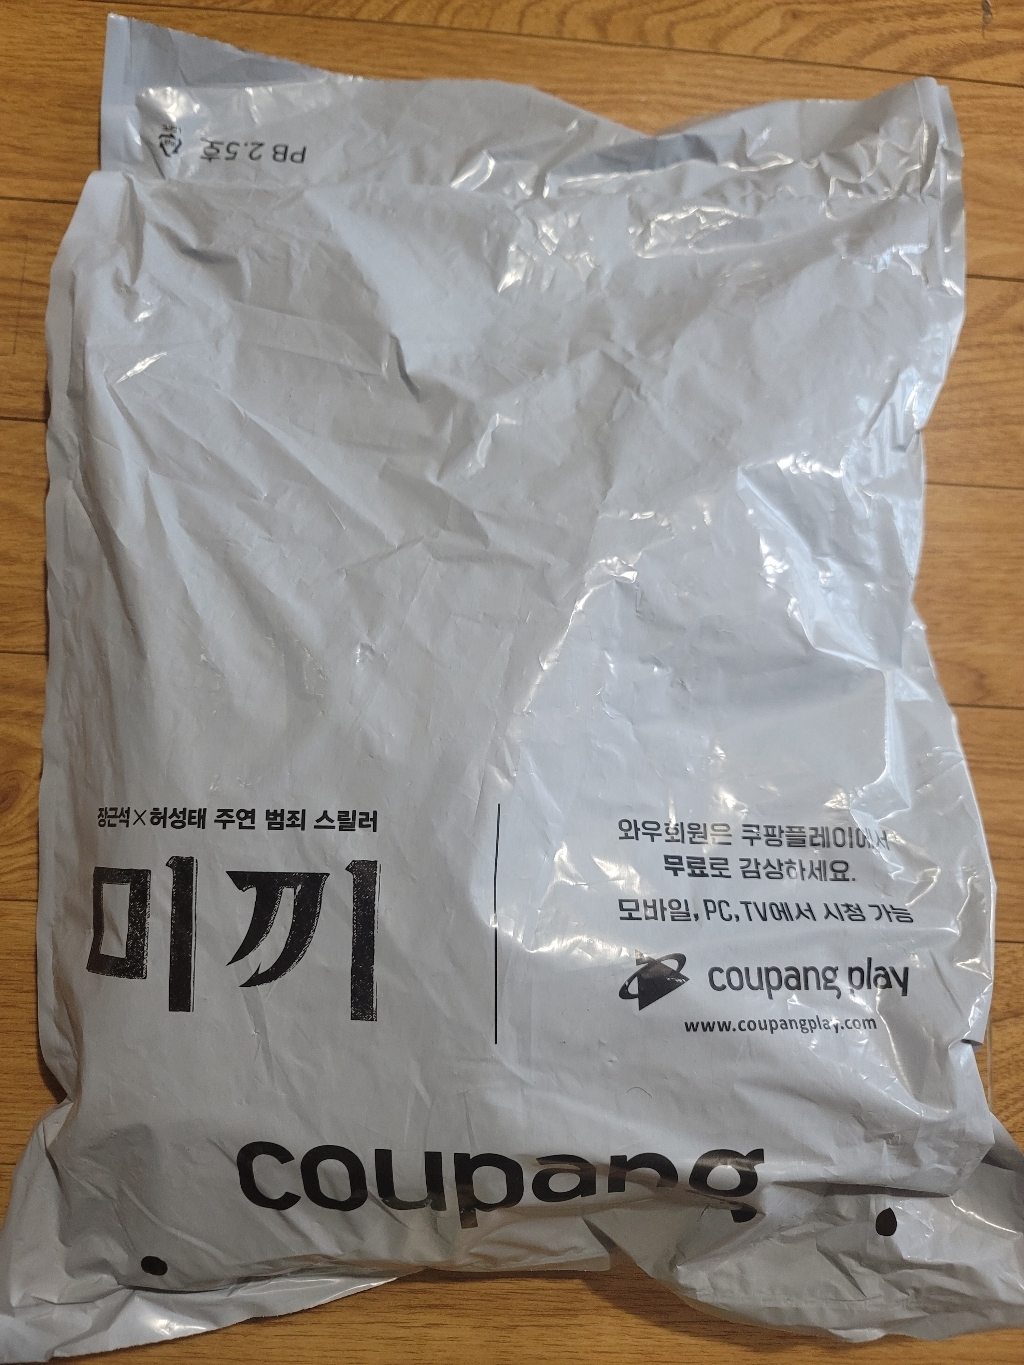 PB 2.5호
장근석×허성태 주연 범죄 스릴러
미끼
와우회원은 쿠팡플레이에서
무료로 감상하세요.
모바일, PC, TV에서 시청 가능
coupang play
www.coupangplay.com
coupang